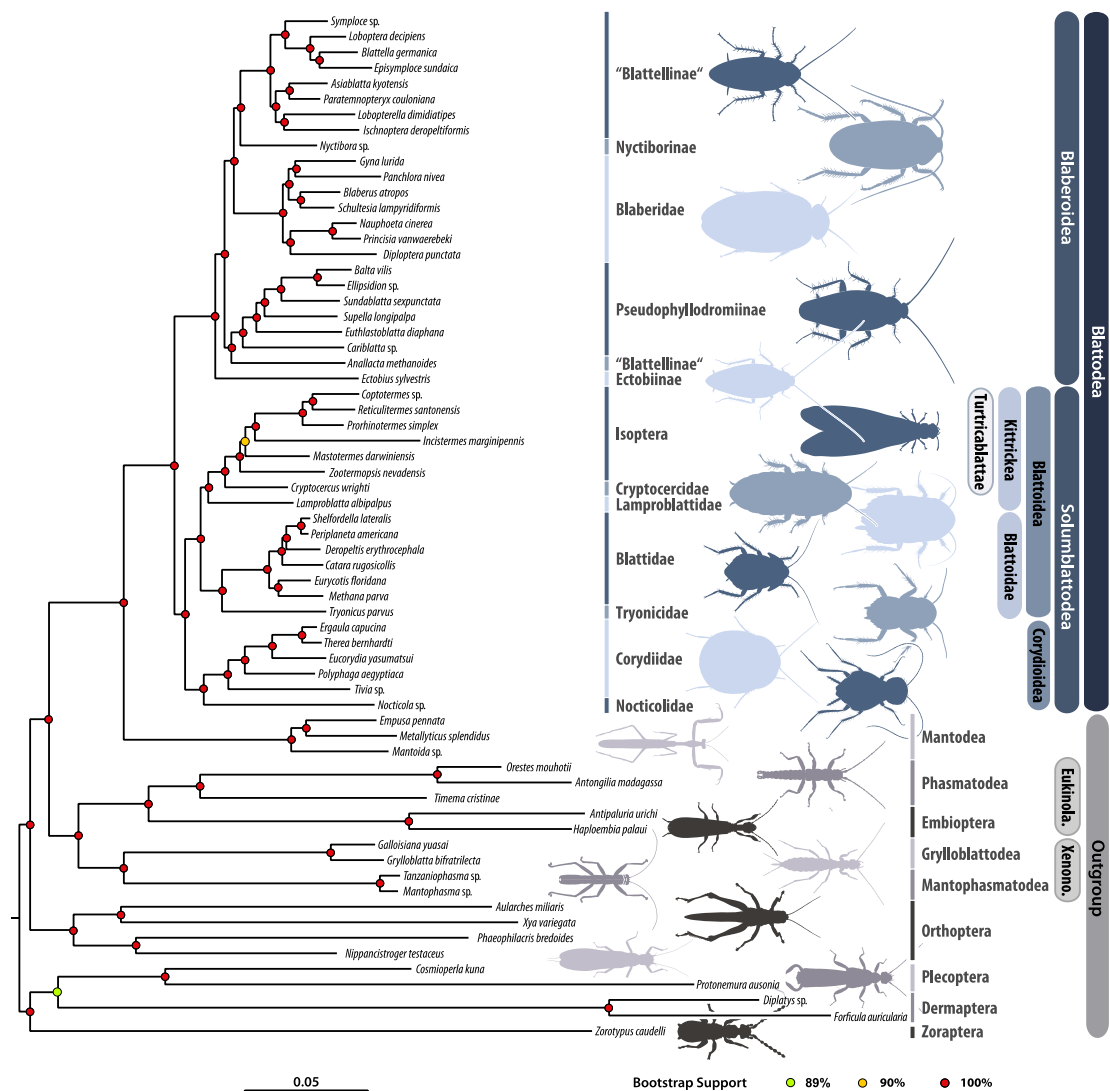 Symploce sp.
Loboptera decipiens
Blattella germanica
Episymploce sundaica
Asiablatta kyotensis
Paratemnopteryx couloniana
Lobopterella dimidiatipes
Ischnoptera deropeltiformis
Nyctibora sp.
Gyna lurida
Panchlora nivea
Blaberus atropos
Schultesia lampyridiformis
Nauphoeta cinerea
Princisia vanwaerebeki
Diploptera punctata
Balta vilis
Ellipsidion sp.
Sundablatta sexpunctata
Supella longipalpa
Euthlastoblatta diaphana
Cariblatta sp.
Anallacta methanoides
Ectobius sylvestris
Coptotermes sp.
Reticulitermes santonensis
Prorhinotermes simplex
Incistermes marginipennis
Mastotermes darwiniensis
Zootermopsis nevadensis
Cryptocercus wrighti
Lamproblatta albipalpus
Shelfordella lateralis
Periplaneta americana
Deropeltis erythrocephala
Catara rugosicollis
Eurycotis floridana
Methana parva
Tryonicus parvus
Ergaula capucina
Therea bernhardti
Eucorydia yasumatsui
Polyphaga aegyptiaca
Tivia sp.
Nocticola sp.
Empusa pennata
Metallyticus splendidus
Mantoida sp.
Orestes mouhotii
Antongilia madagassa
Timema cristinae
Antipaluria urichi
Haploembia palaui
Galloisiana yuasai
Grylloblatta bifratrilecta
Tanzaniophasma sp.
Mantophasma sp.
Aularches miliaris
Xya variegata
Phaeophilacris bredoides
Nippancistroger testaceus
Cosmioperla kuna
Protonemura ausonia
Diplatys sp.
Forficula auricularia
Zorotypus caudelli
"Blattellinae"
Nyctiborinae
Blaberidae
Pseudophyllodromiinae
"Blattellinae"
Ectobiinae
Isoptera
Cryptocercidae
Lamproblattidae
Blattidae
Tryonicidae
Corydiidae
Nocticolidae
Mantodea
Phasmatodea
Embioptera
Grylloblattodea
Mantophasmatodea
Orthoptera
Plecoptera
Dermaptera
Zoraptera
Turtricablattae
Kittrickea
Blattoidae
Blattoidea
Corydioidea
Blaberoidea
Solumblattodea
Blattodea
Eukinola.
Xenono.
Outgroup
0.05
Bootstrap Support 89% 90% 100%